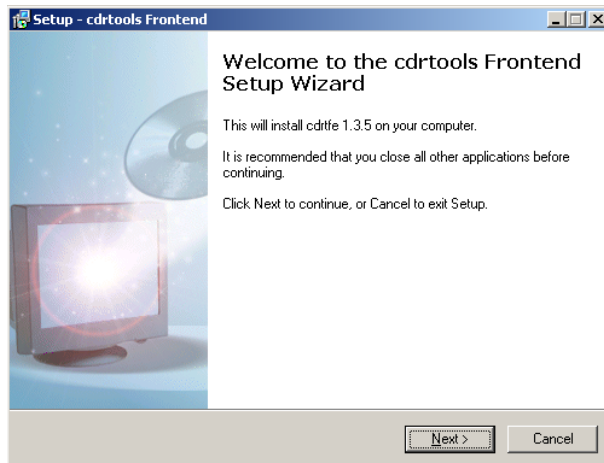 Setup - cdrtools Frontend
Welcome to the cdrtools Frontend
Setup Wizard
This will install cdrtfe 1.3.5 on your computer.
It is recommended that you close all other applications before
continuing.
Click Next to continue, or Cancel to exit Setup.
Next >
Cancel